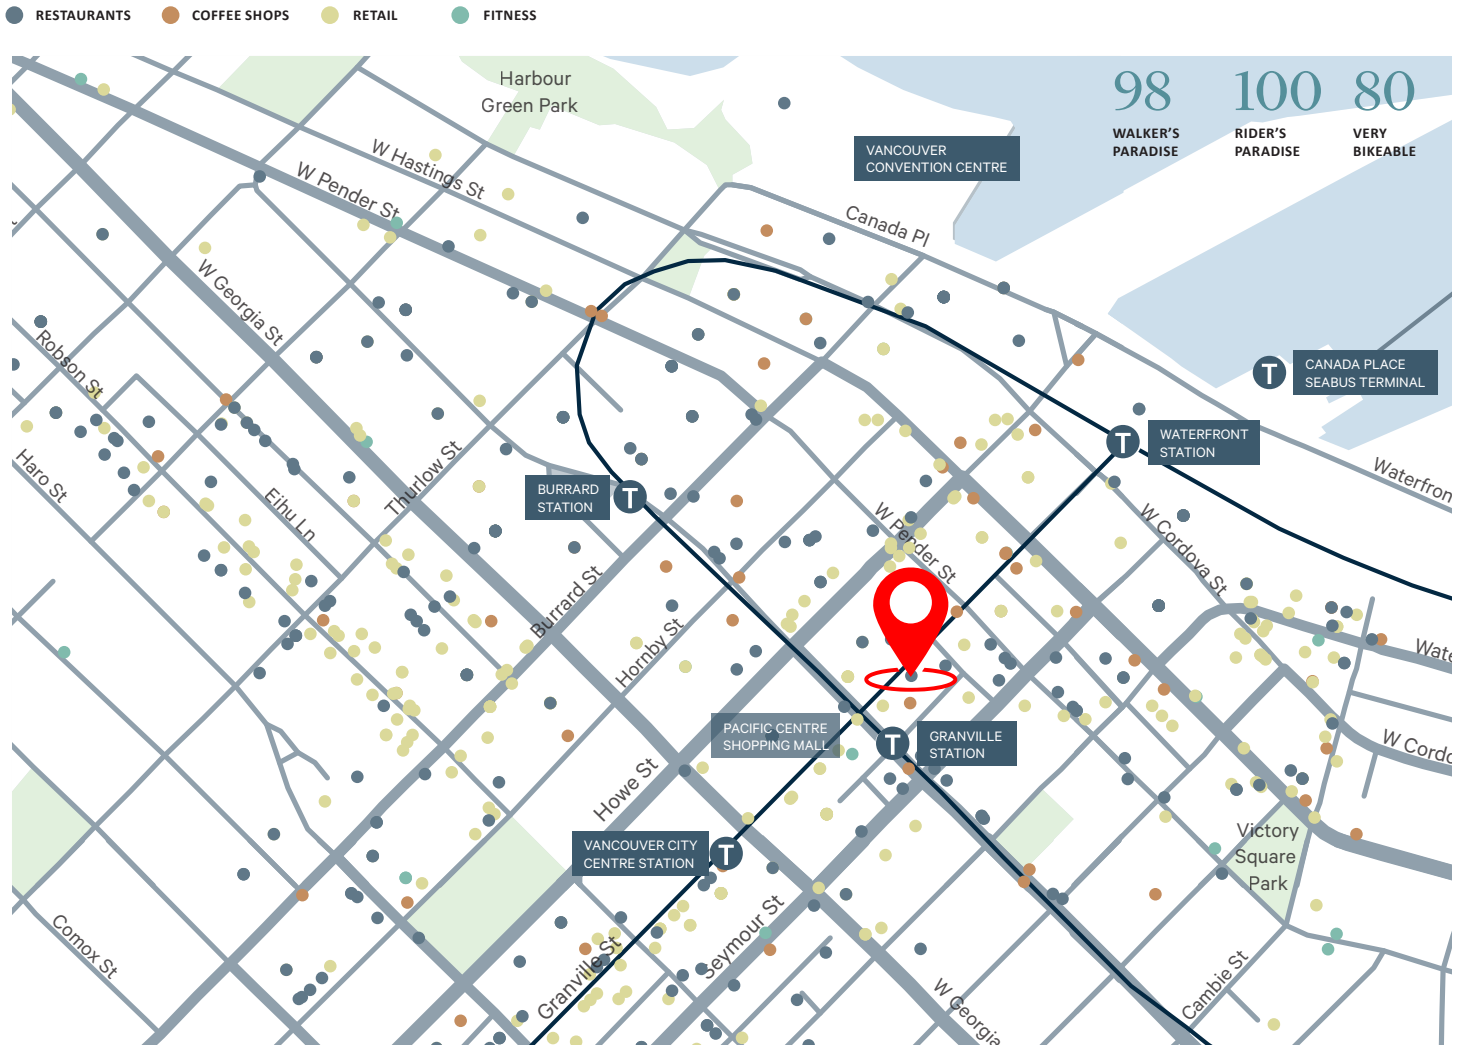 RESTAURANTS
COFFEE SHOPS
RETAIL
FITNESS
Harbour
Green Park
98
WALKER'S
PARADISE
100
RIDER'S
PARADISE
80
VERY
BIKEABLE
VANCOUVER
CONVENTION CENTRE
W Hastings St
W Pender St
Canada Pl
W Georgia St
Robson St
CANADA PLACE
SEABUS TERMINAL
T
T
WATERFRONT
STATION
Waterfron
Haro St
Eihu Ln
Thurlow St
BURRARD
STATION
T
W Pender St
W Cordova St
Burrard St
Hornby St
Wate
PACIFIC CENTRE
SHOPPING MALL
T
GRANVILLE
STATION
W Cordo
Howe St
VANCOUVER CITY
CENTRE STATION
T
Victory
Square
Park
Comox St
Granville St
Seymour St
W Georgia
Cambie St